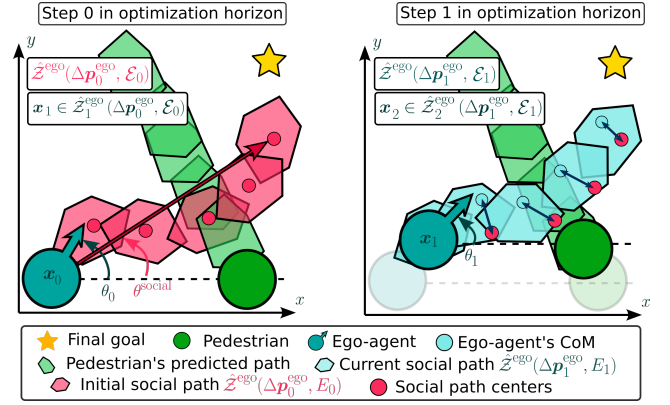 Step 0 in optimization horizon
Step 1 in optimization horizon
y
𝒵̂^ego(Δp_0^ego, ℰ_0)
x_1 ∈ 𝒵̂_1^ego(Δp_0^ego, ℰ_0)
x_0
θ_0
θ^social
x
y
𝒵̂^ego(Δp_1^ego, ℰ_1)
x_2 ∈ 𝒵̂_2^ego(Δp_1^ego, ℰ_1)
x_1
θ_1
x
Final goal
Pedestrian
Ego-agent
Ego-agent's CoM
Pedestrian's predicted path
Current social path 𝒵̂^ego(Δp_1^ego, E_1)
Initial social path 𝒵̂^ego(Δp_0^ego, E_0)
Social path centers